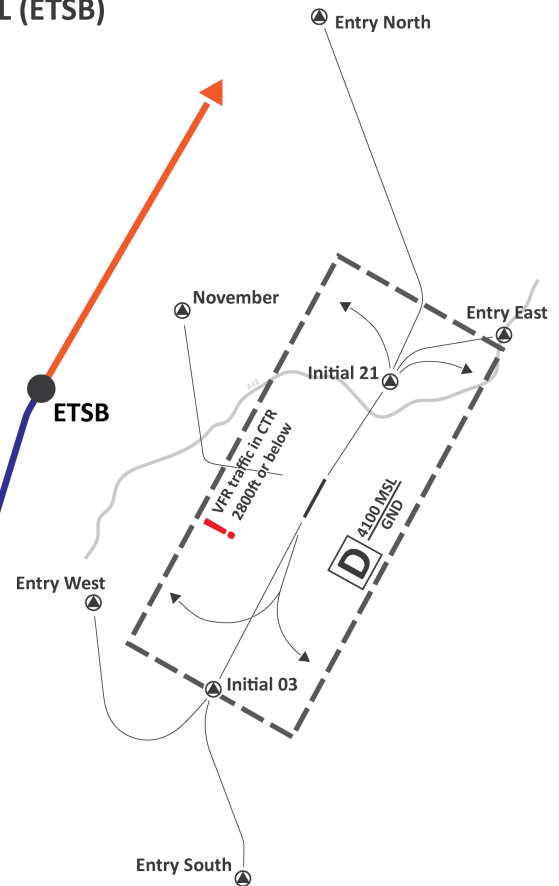 L (ETSB)
Entry North
November
Entry East
Initial 21
A48
ETSB
VFR traffic in CTR
2800ft or below
!
4100 MSL
GND
D
Entry West
Initial 03
Entry South